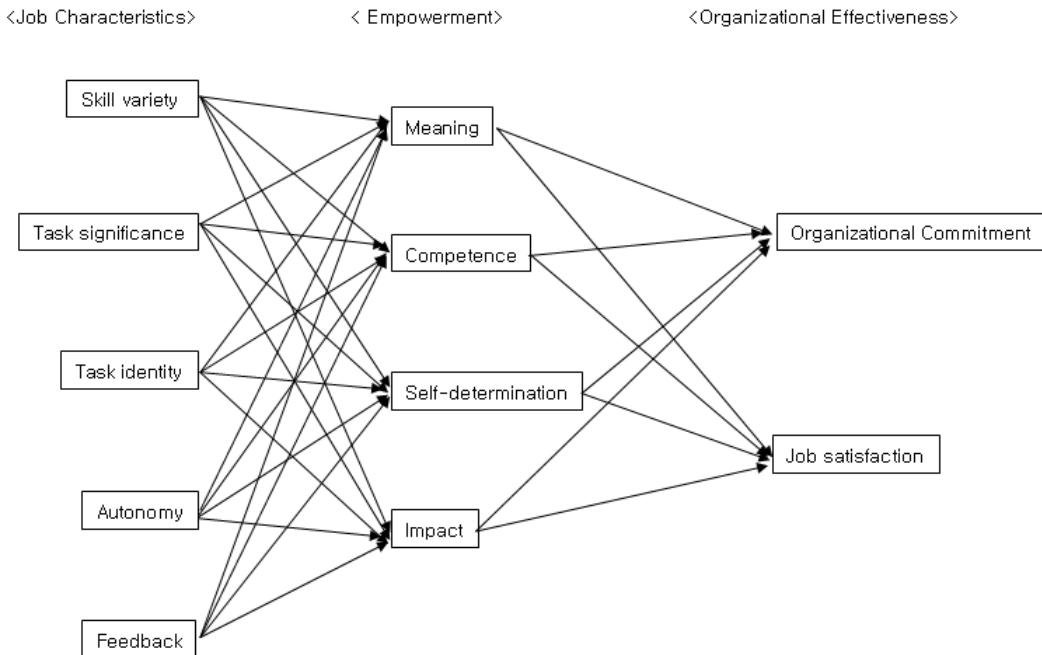 <Job Characteristics>
< Empowerment>
<Organizational Effectiveness>
Skill variety
Task significance
Task identity
Autonomy
Feedback
Meaning
Competence
Self-determination
Impact
Organizational Commitment
Job satisfaction